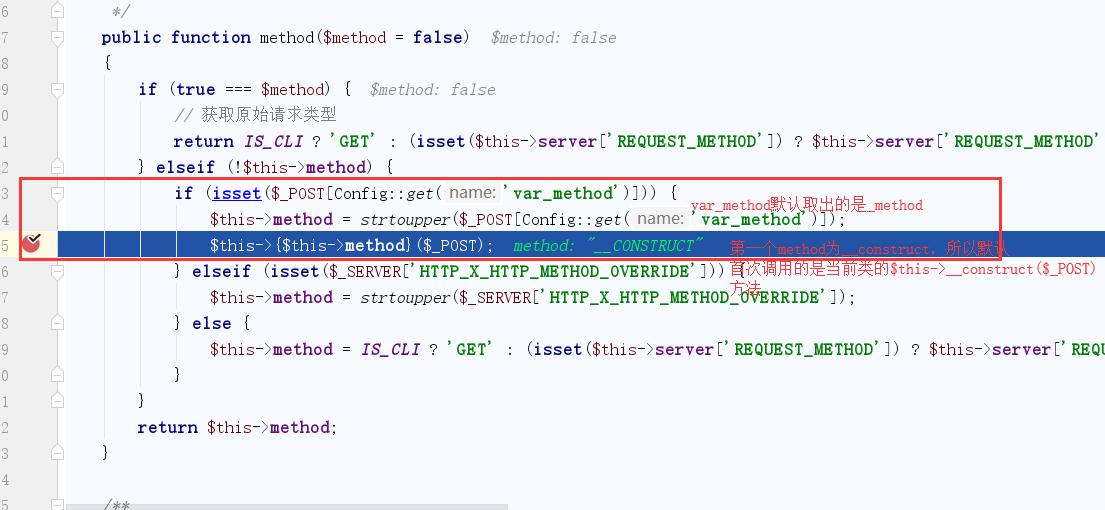 6 */
7 public function method($method = false) $method: false
8 {
9 if (true === $method) { $method: false
0 // 获取原始请求类型
1 return IS_CLI ? 'GET' : (isset($this->server['REQUEST_METHOD']) ? $this->server['REQUEST_METHOD'
2 } elseif (!$this->method) {
3 if (isset($_POST[Config::get( name: 'var_method')])) {
var_method默认取出的是_method
4 $this->method = strtoupper($_POST[Config::get( name: 'var_method')]);
5 $this->{$this->method}($_POST); method: "__CONSTRUCT"
第一个method为__construct, 所以默认
首次调用的是当前类的$this->__construct($_POST)
方法
6 } elseif (isset($_SERVER['HTTP_X_HTTP_METHOD_OVERRIDE'])) {
7 $this->method = strtoupper($_SERVER['HTTP_X_HTTP_METHOD_OVERRIDE']);
8 } else {
9 $this->method = IS_CLI ? 'GET' : (isset($this->server['REQUEST_METHOD']) ? $this->server['REQU
0 }
1 }
2 return $this->method;
3 }
4
5 /**